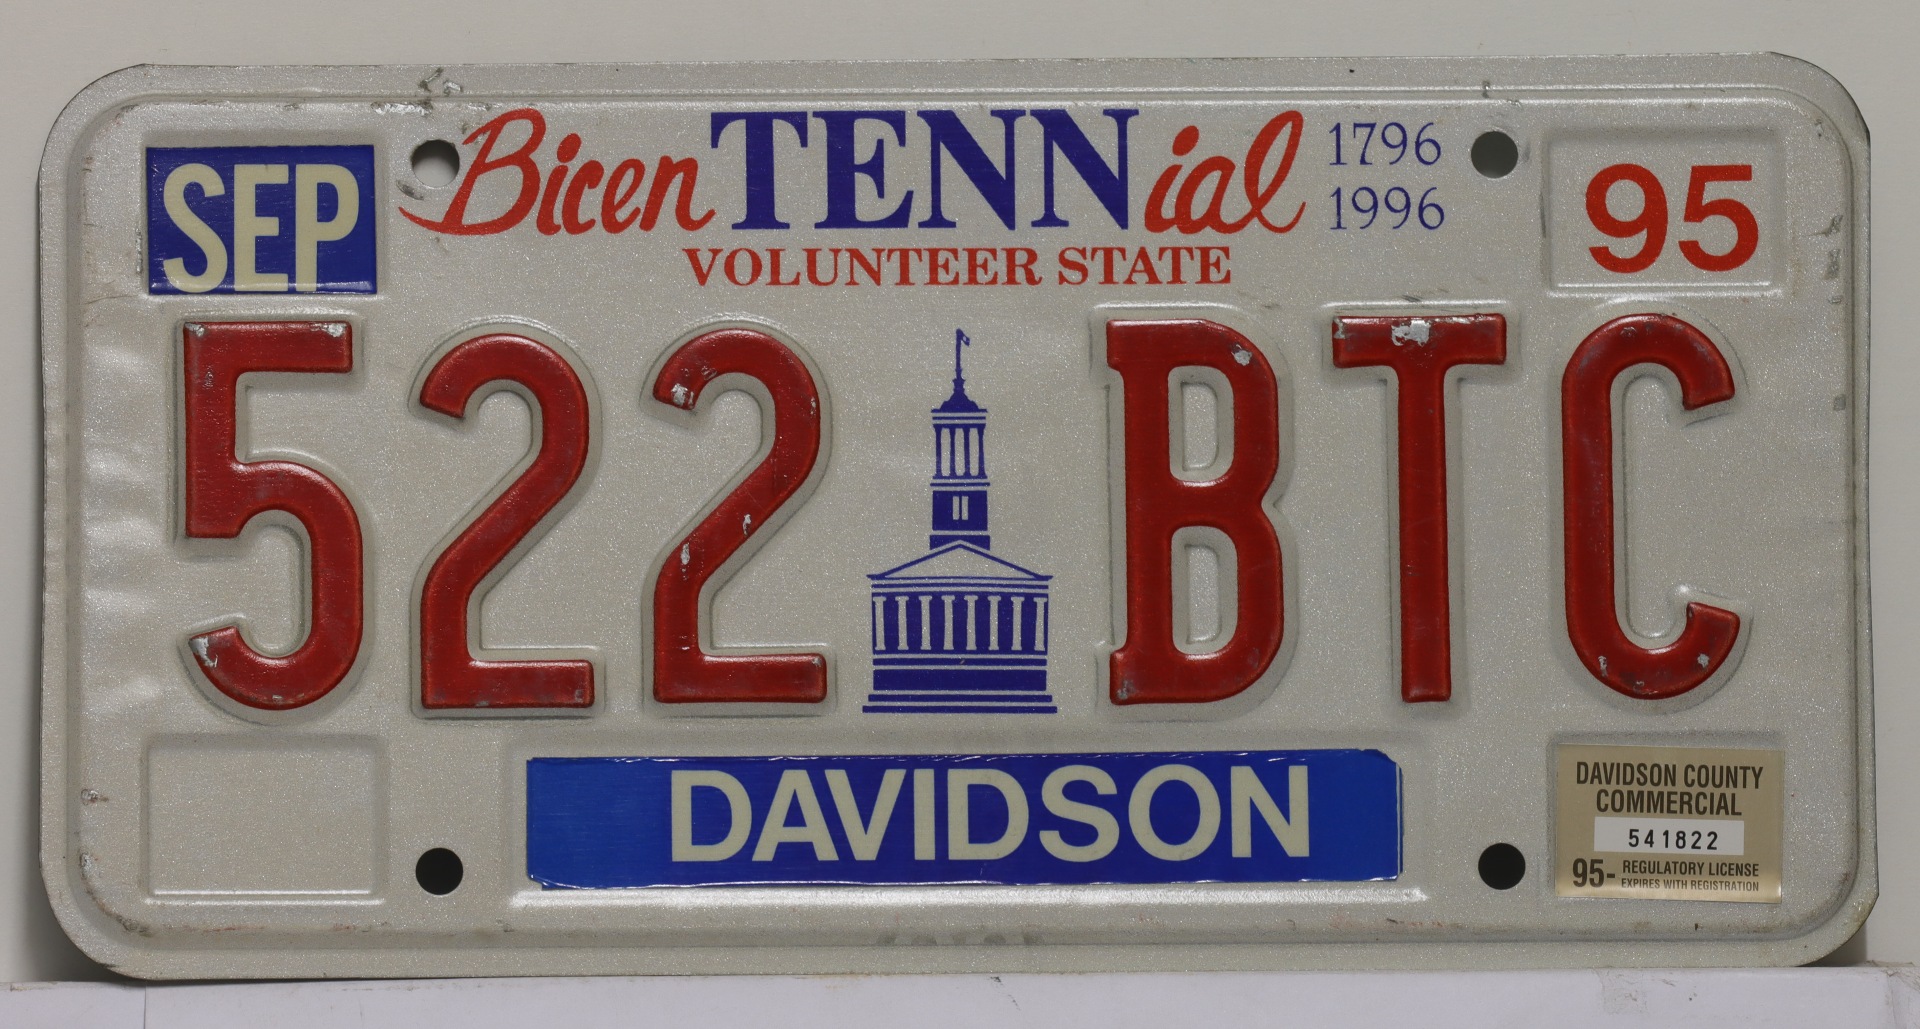 SEP
BicenTENNial
1796
1996
95
VOLUNTEER STATE
522 BTC
DAVIDSON
DAVIDSON COUNTY
COMMERCIAL
541822
95- REGULATORY LICENSE
EXPIRES WITH REGISTRATION